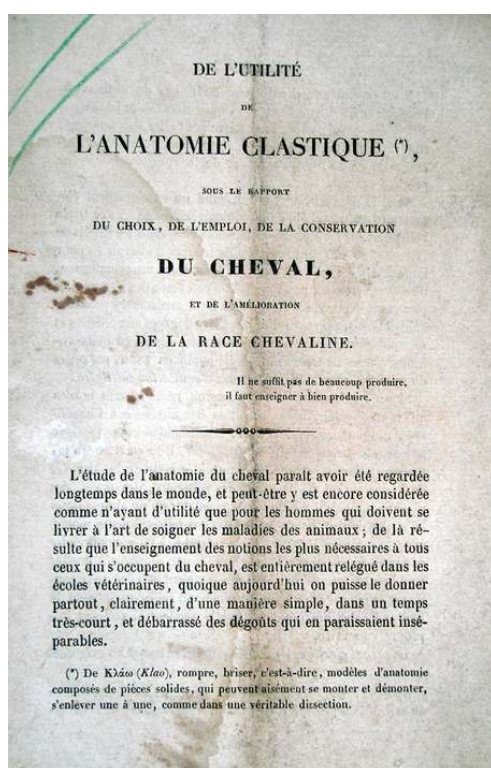 DE L'UTILITÉ
DE
L'ANATOMIE CLASTIQUE (*),
SOUS LE RAPPORT
DU CHOIX, DE L'EMPLOI, DE LA CONSERVATION
DU CHEVAL,
ET DE L'AMÉLIORATION
DE LA RACE CHEVALINE.
Il ne suffit pas de beaucoup produire,
il faut enseigner à bien produire.
L'étude de l'anatomie du cheval paraît avoir été regardée
longtemps dans le monde, et peut-être y est encore considérée
comme n'ayant d'utilité que pour les hommes qui doivent se
livrer à l'art de soigner les maladies des animaux; de là ré-
sulte que l'enseignement des notions les plus nécessaires à tous
ceux qui s'occupent du cheval, est entièrement relégué dans les
écoles vétérinaires, quoique aujourd'hui on puisse le donner
partout, clairement, d'une manière simple, dans un temps
très-court, et débarrassé des dégoûts qui en paraissaient insé-
parables.
(*) De Κλάω (Klao), rompre, briser, c'est-à-dire, modèles d'anatomie
composés de pièces solides, qui peuvent aisément se monter et démonter,
s'enlever une à une, comme dans une véritable dissection.